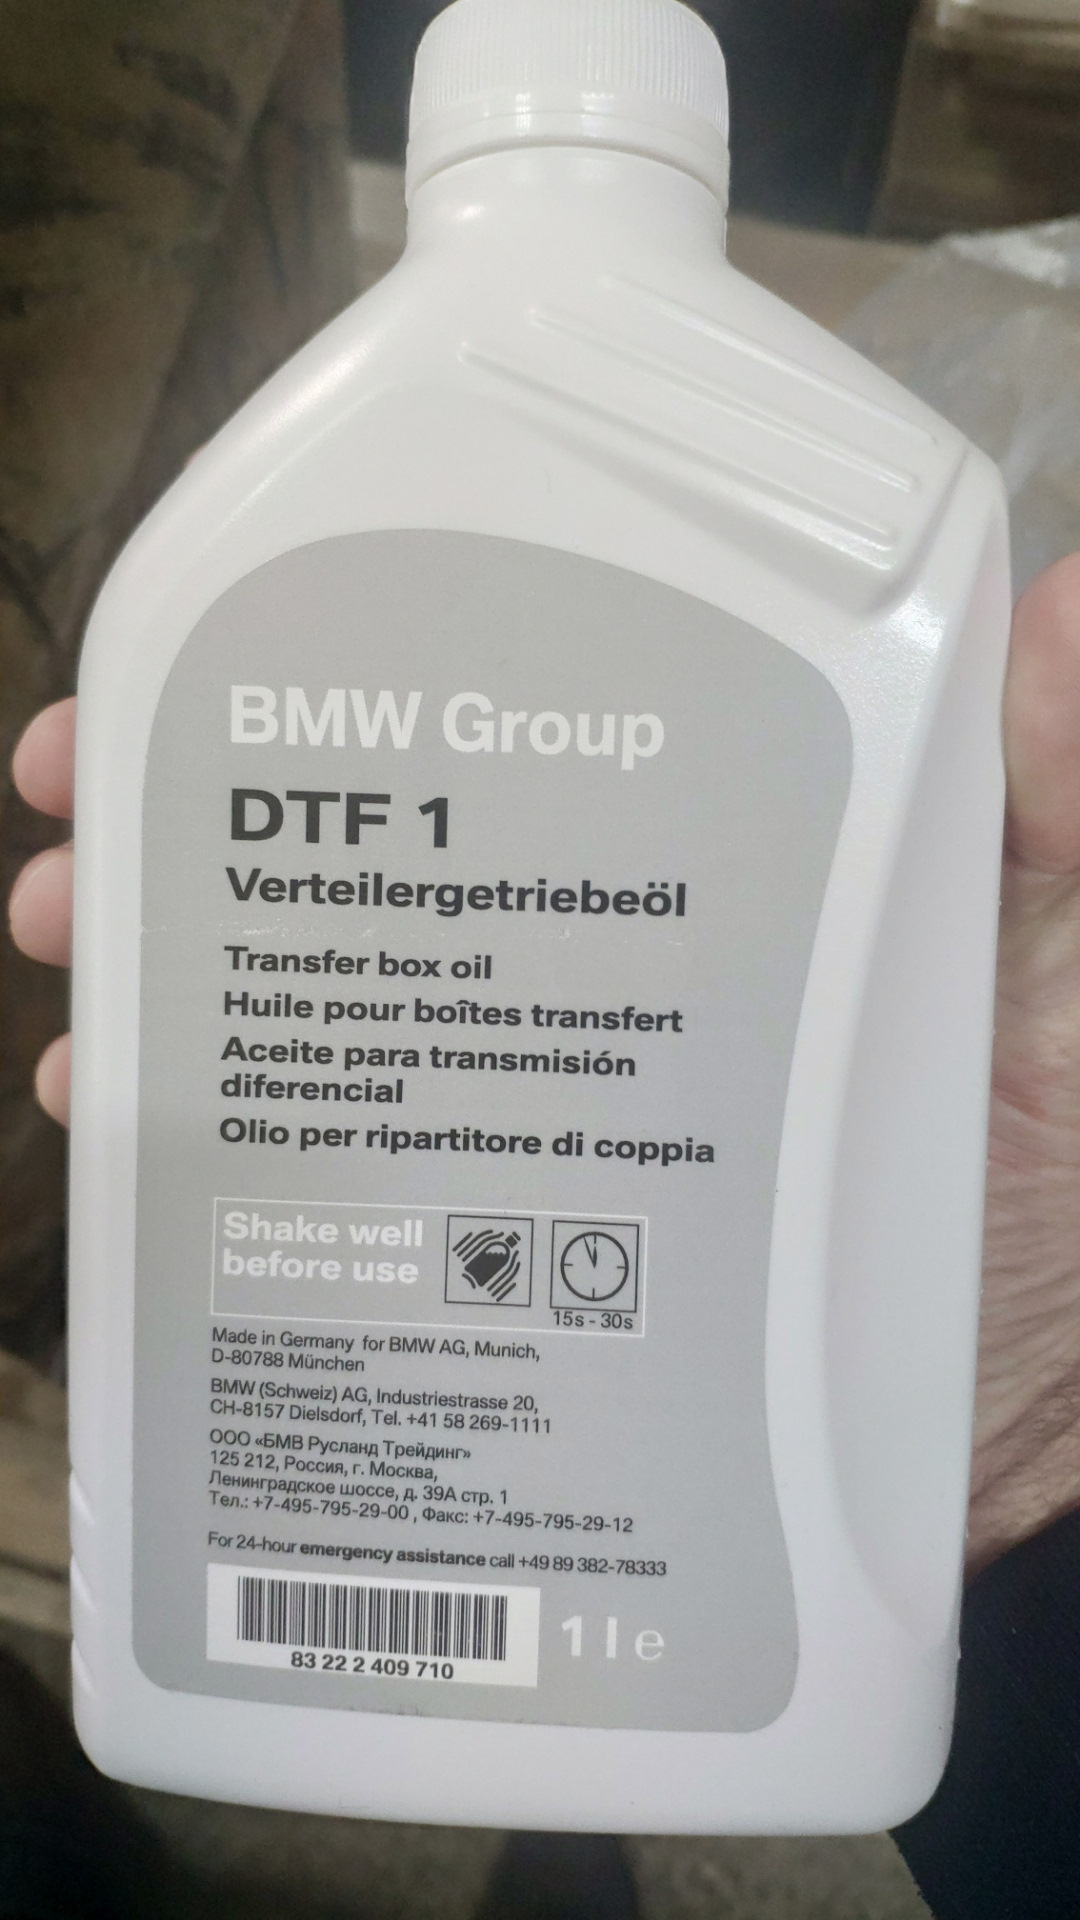 BMW Group
DTF 1
Verteilergetriebeöl
Transfer box oil
Huile pour boîtes transfert
Aceite para transmisión
diferencial
Olio per ripartitore di coppia
Shake well
before use
15s - 30s
Made in Germany for BMW AG, Munich,
D-80788 München
BMW (Schweiz) AG, Industriestrasse 20,
CH-8157 Dielsdorf, Tel. +41 58 269-1111
ООО «БМВ Русланд Трейдинг»
125 212, Россия, г. Москва,
Ленинградское шоссе, д. 39А стр. 1
Тел.: +7-495-795-29-00 , Факс: +7-495-795-29-12
For 24-hour emergency assistance call +49 89 382-78333
83 22 2 409 710
1 l e